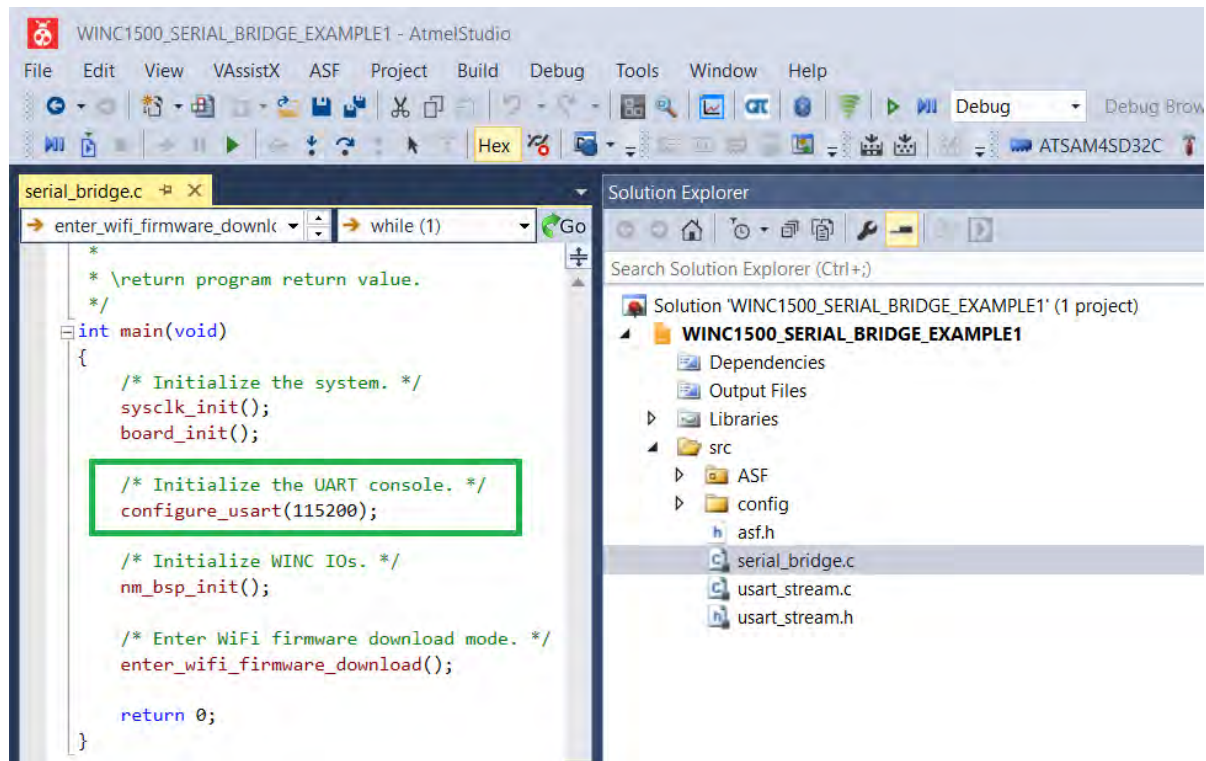 WINC1500_SERIAL_BRIDGE_EXAMPLE1 - AtmelStudio
File Edit View VAssistX ASF Project Build Debug Tools Window Help
Debug Debug Brow
Hex ATSAM4SD32C
serial_bridge.c
enter_wifi_firmware_downlc while (1) Go
*
* \return program return value.
*/
int main(void)
{
/* Initialize the system. */
sysclk_init();
board_init();
/* Initialize the UART console. */
configure_usart(115200);
/* Initialize WINC IOs. */
nm_bsp_init();
/* Enter WiFi firmware download mode. */
enter_wifi_firmware_download();
return 0;
}
Solution Explorer
Search Solution Explorer (Ctrl+;)
Solution 'WINC1500_SERIAL_BRIDGE_EXAMPLE1' (1 project)
WINC1500_SERIAL_BRIDGE_EXAMPLE1
Dependencies
Output Files
Libraries
src
ASF
config
asf.h
serial_bridge.c
usart_stream.c
usart_stream.h